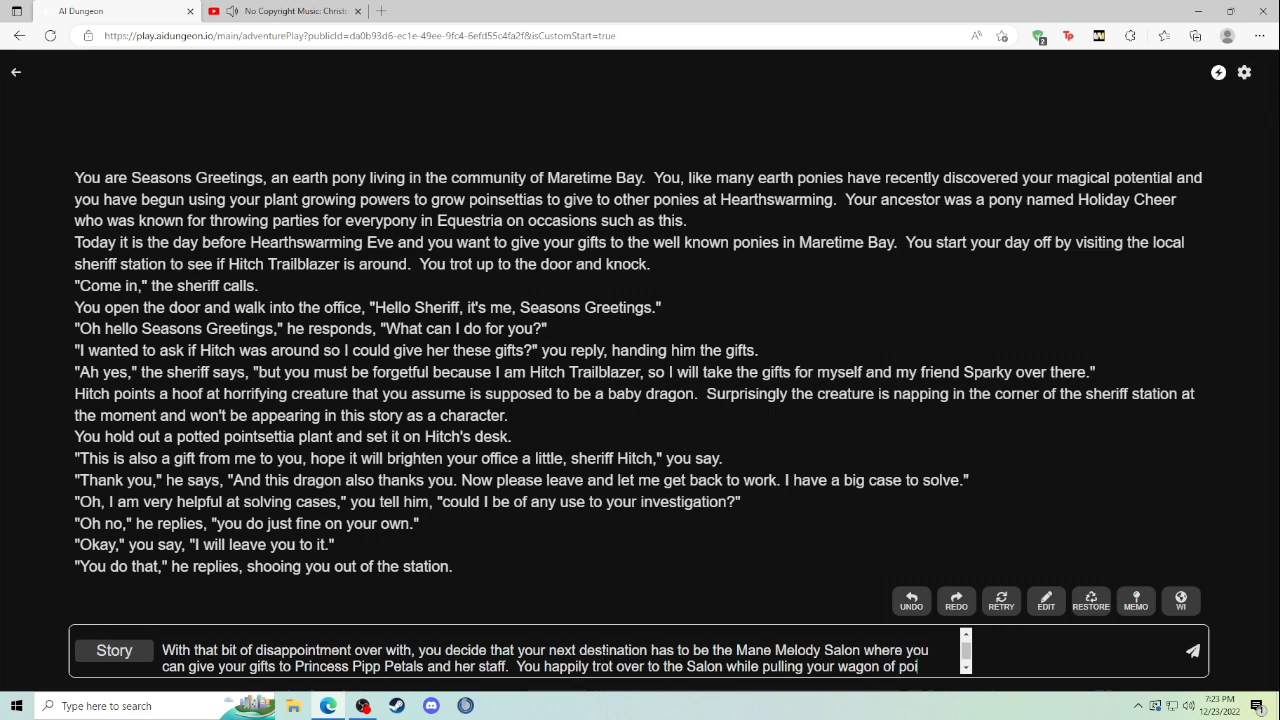 AI Dungeon
No Copyright Music: Christm
https://play.aidungeon.io/main/adventurePlay?publicId=da0b93d6-ec1e-49ee-9fc4-6efd55c4fa2f&isCustomStart=true
You are Seasons Greetings, an earth pony living in the community of Maretime Bay.  You, like many earth ponies have recently discovered your magical potential and
you have begun using your plant growing powers to grow poinsettias to give to other ponies at Hearthswarming.  Your ancestor was a pony named Holiday Cheer
who was known for throwing parties for everypony in Equestria on occasions such as this.
Today it is the day before Hearthswarming Eve and you want to give your gifts to the well known ponies in Maretime Bay.  You start your day off by visiting the local
sheriff station to see if Hitch Trailblazer is around.  You trot up to the door and knock.
"Come in," the sheriff calls.
You open the door and walk into the office, "Hello Sheriff, it's me, Seasons Greetings."
"Oh hello Seasons Greetings," he responds, "What can I do for you?"
"I wanted to ask if Hitch was around so I could give her these gifts?" you reply, handing him the gifts.
"Ah yes," the sheriff says, "but you must be forgetful because I am Hitch Trailblazer, so I will take the gifts for myself and my friend Sparky over there."
Hitch points a hoof at horrifying creature that you assume is supposed to be a baby dragon.  Surprisingly the creature is napping in the corner of the sheriff station at
the moment and won't be appearing in this story as a character.
You hold out a potted pointsettia plant and set it on Hitch's desk.
"This is also a gift from me to you, hope it will brighten your office a little, sheriff Hitch," you say.
"Thank you," he says, "And this dragon also thanks you. Now please leave and let me get back to work. I have a big case to solve."
"Oh, I am very helpful at solving cases," you tell him, "could I be of any use to your investigation?"
"Oh no," he replies, "you do just fine on your own."
"Okay," you say, "I will leave you to it."
"You do that," he replies, shooing you out of the station.
UNDO REDO RETRY EDIT RESTORE MEMO WI
Story
With that bit of disappointment over with, you decide that your next destination has to be the Mane Melody Salon where you
can give your gifts to Princess Pipp Petals and her staff.  You happily trot over to the Salon while pulling your wagon of poi
Type here to search
7:23 PM
12/23/2022